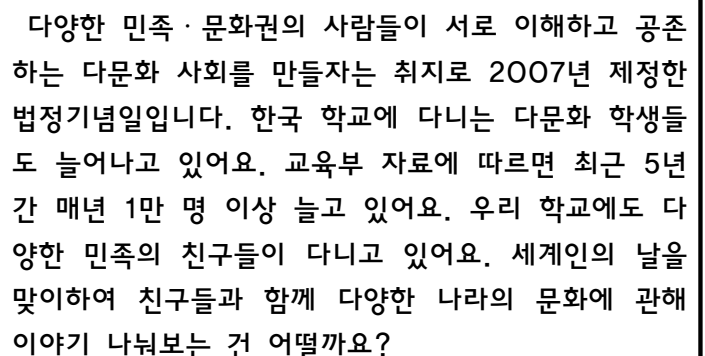 다양한 민족·문화권의 사람들이 서로 이해하고 공존
하는 다문화 사회를 만들자는 취지로 2007년 제정한
법정기념일입니다. 한국 학교에 다니는 다문화 학생들
도 늘어나고 있어요. 교육부 자료에 따르면 최근 5년
간 매년 1만 명 이상 늘고 있어요. 우리 학교에도 다
양한 민족의 친구들이 다니고 있어요. 세계인의 날을
맞이하여 친구들과 함께 다양한 나라의 문화에 관해
이야기 나눠보는 건 어떨까요?